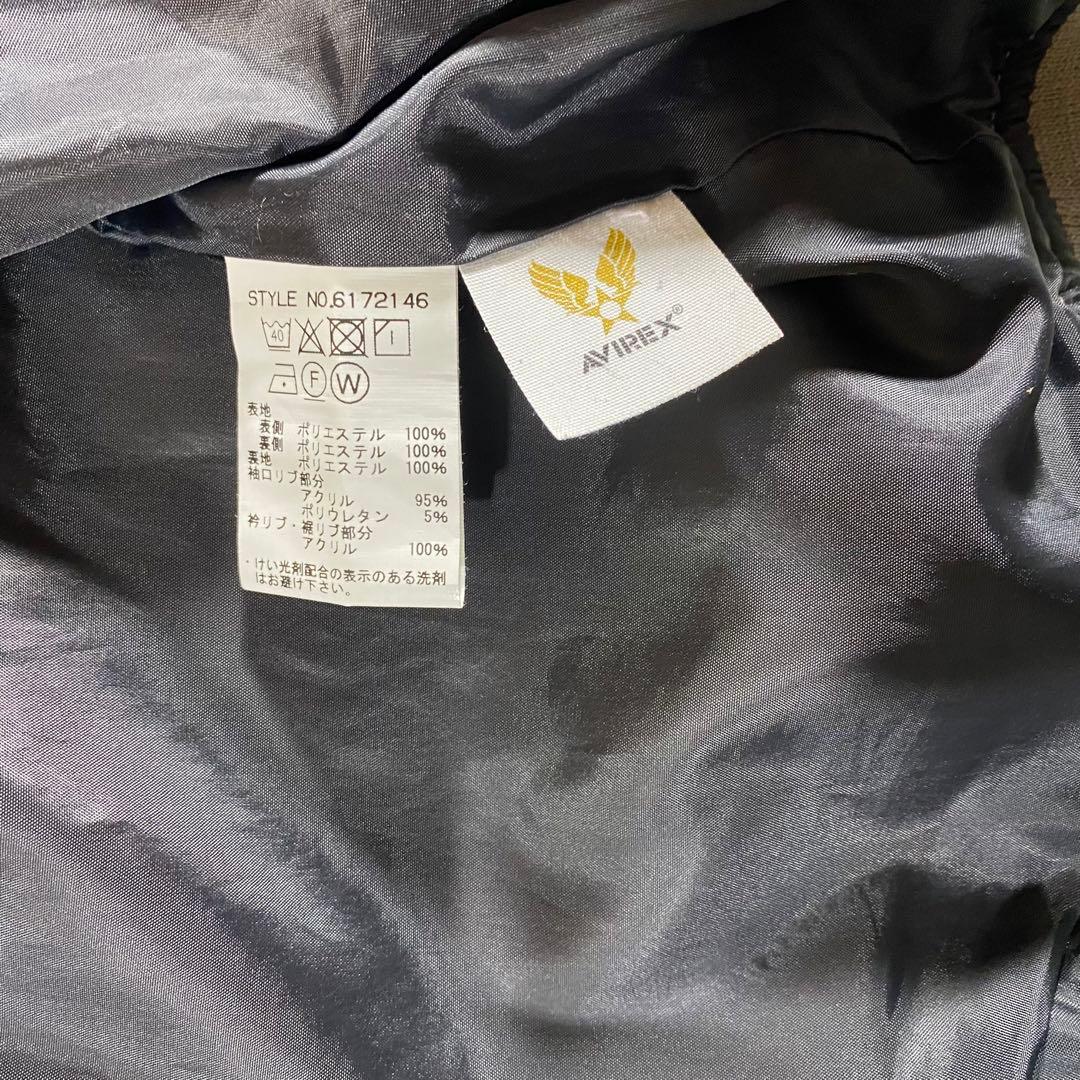 STYLE NO.6172146
40
F W
表地
表側 ポリエステル 100%
裏側 ポリエステル 100%
裏地 ポリエステル 100%
袖口リブ部分
アクリル 95%
ポリウレタン 5%
衿リブ・裾リブ部分
アクリル 100%
・けい光剤配合の表示のある洗剤
はお避け下さい。
AVIREX®